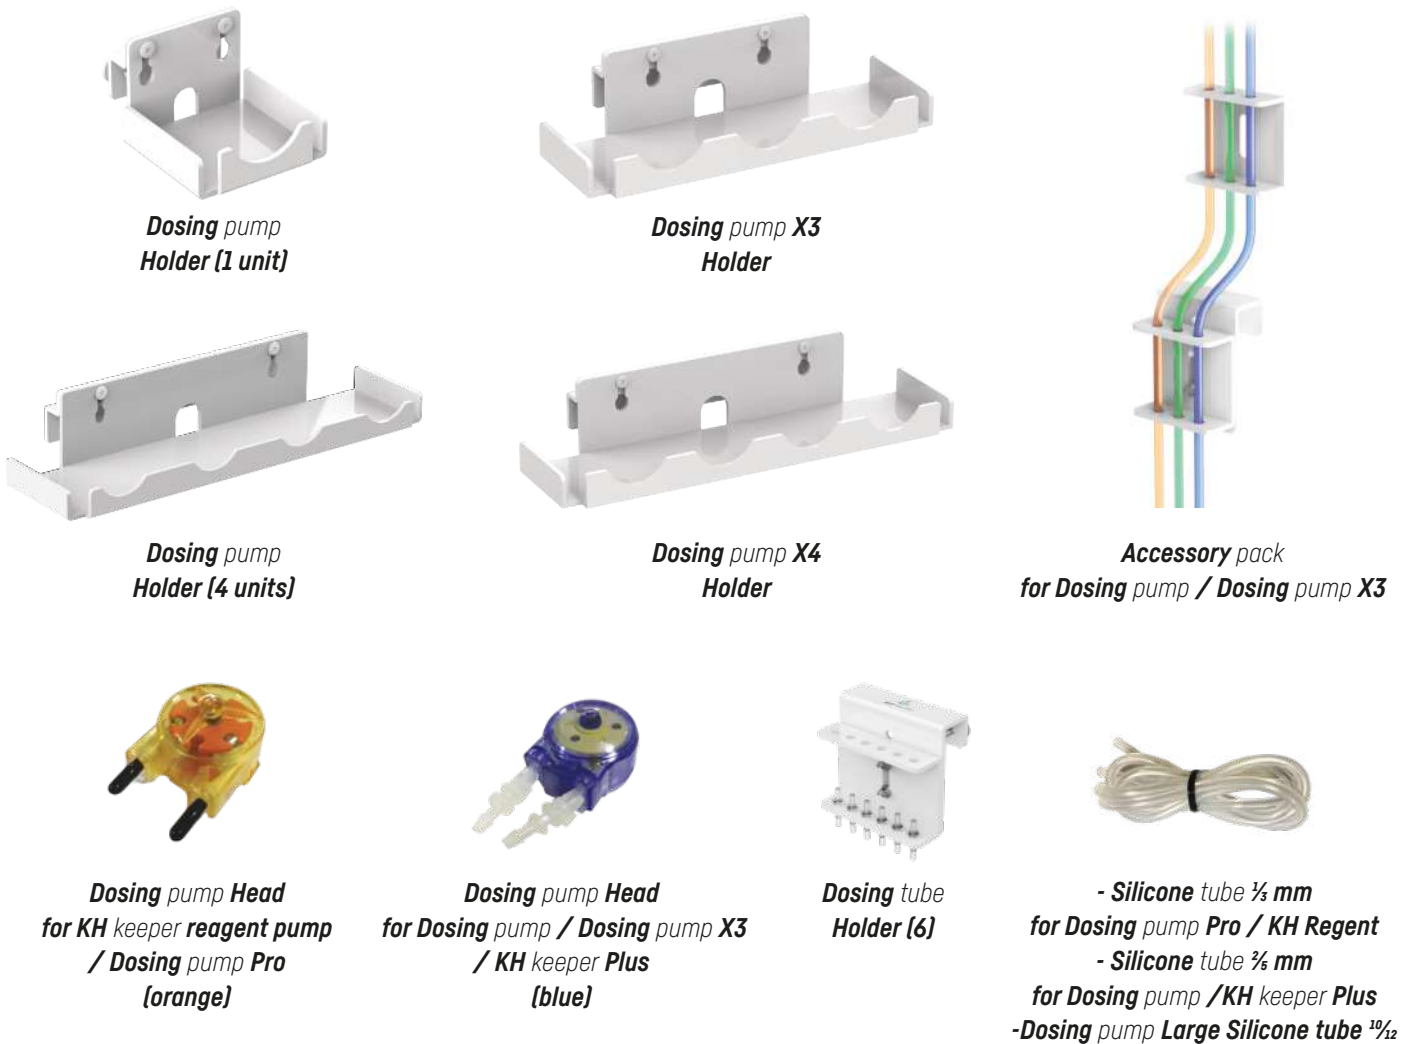 Dosing pump
Holder (1 unit)
Dosing pump X3
Holder
Dosing pump
Holder (4 units)
Dosing pump X4
Holder
Accessory pack
for Dosing pump / Dosing pump X3
Dosing pump Head
for KH keeper reagent pump
/ Dosing pump Pro
(orange)
Dosing pump Head
for Dosing pump / Dosing pump X3
/ KH keeper Plus
(blue)
Dosing tube
Holder (6)
- Silicone tube ⅓ mm
for Dosing pump Pro / KH Regent
- Silicone tube ⅖ mm
for Dosing pump /KH keeper Plus
-Dosing pump Large Silicone tube ¹⁰⁄₁₂